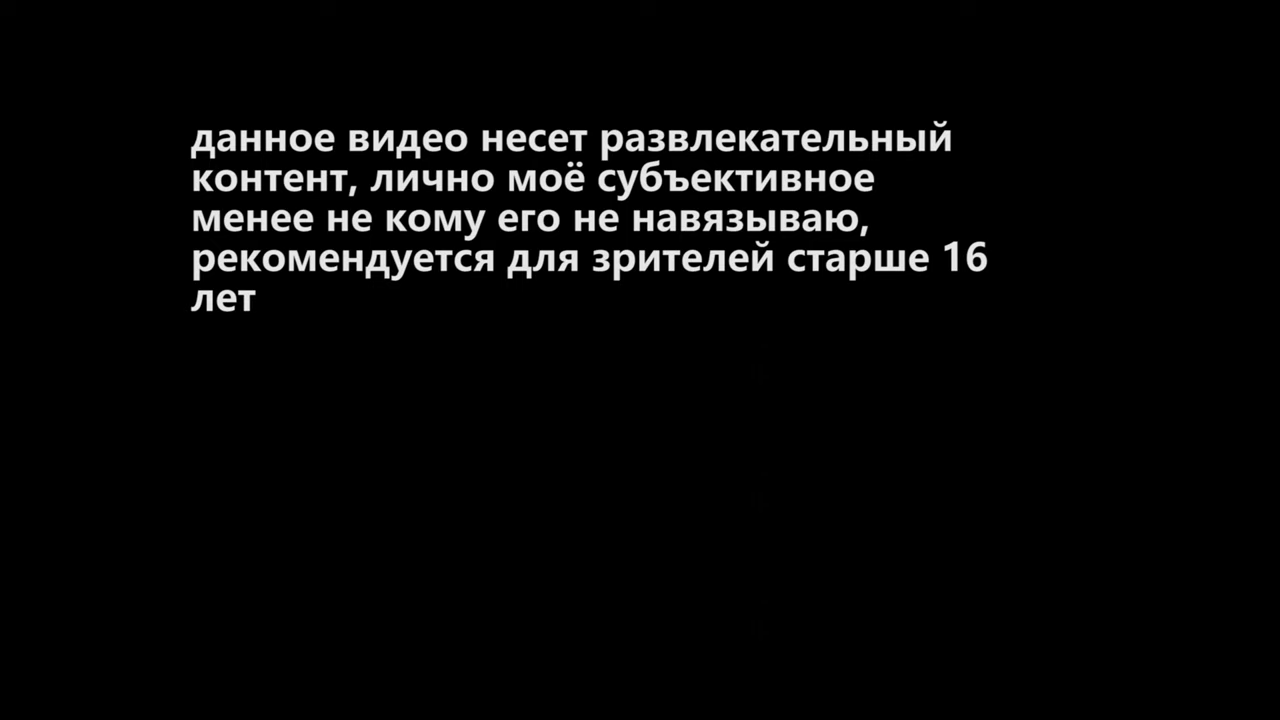 данное видео несет развлекательный
контент, лично моё субъективное
менее не кому его не навязываю,
рекомендуется для зрителей старше 16
лет